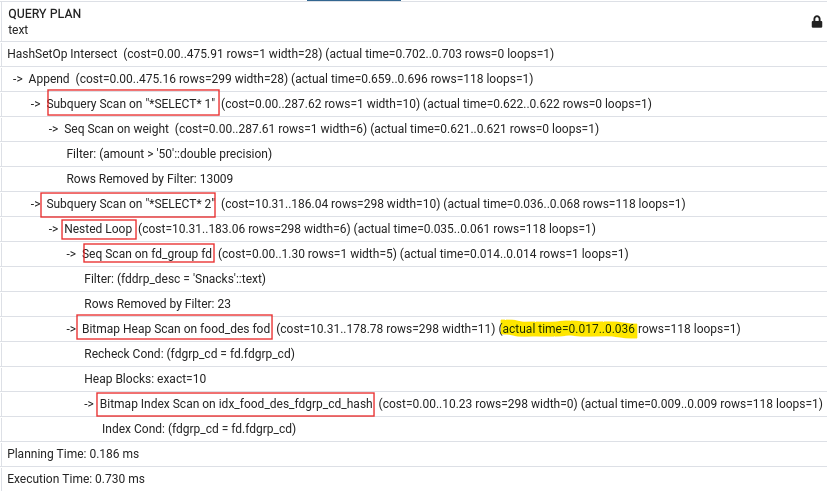 QUERY PLAN
text
HashSetOp Intersect (cost=0.00..475.91 rows=1 width=28) (actual time=0.702..0.703 rows=0 loops=1)
-> Append (cost=0.00..475.16 rows=299 width=28) (actual time=0.659..0.696 rows=118 loops=1)
-> Subquery Scan on "*SELECT* 1" (cost=0.00..287.62 rows=1 width=10) (actual time=0.622..0.622 rows=0 loops=1)
-> Seq Scan on weight (cost=0.00..287.61 rows=1 width=6) (actual time=0.621..0.621 rows=0 loops=1)
Filter: (amount > '50'::double precision)
Rows Removed by Filter: 13009
-> Subquery Scan on "*SELECT* 2" (cost=10.31..186.04 rows=298 width=10) (actual time=0.036..0.068 rows=118 loops=1)
-> Nested Loop (cost=10.31..183.06 rows=298 width=6) (actual time=0.035..0.061 rows=118 loops=1)
-> Seq Scan on fd_group fd (cost=0.00..1.30 rows=1 width=5) (actual time=0.014..0.014 rows=1 loops=1)
Filter: (fddrp_desc = 'Snacks'::text)
Rows Removed by Filter: 23
-> Bitmap Heap Scan on food_des fod (cost=10.31..178.78 rows=298 width=11) (actual time=0.017..0.036 rows=118 loops=1)
Recheck Cond: (fdgrp_cd = fd.fdgrp_cd)
Heap Blocks: exact=10
-> Bitmap Index Scan on idx_food_des_fdgrp_cd_hash (cost=0.00..10.23 rows=298 width=0) (actual time=0.009..0.009 rows=118 loops=1)
Index Cond: (fdgrp_cd = fd.fdgrp_cd)
Planning Time: 0.186 ms
Execution Time: 0.730 ms